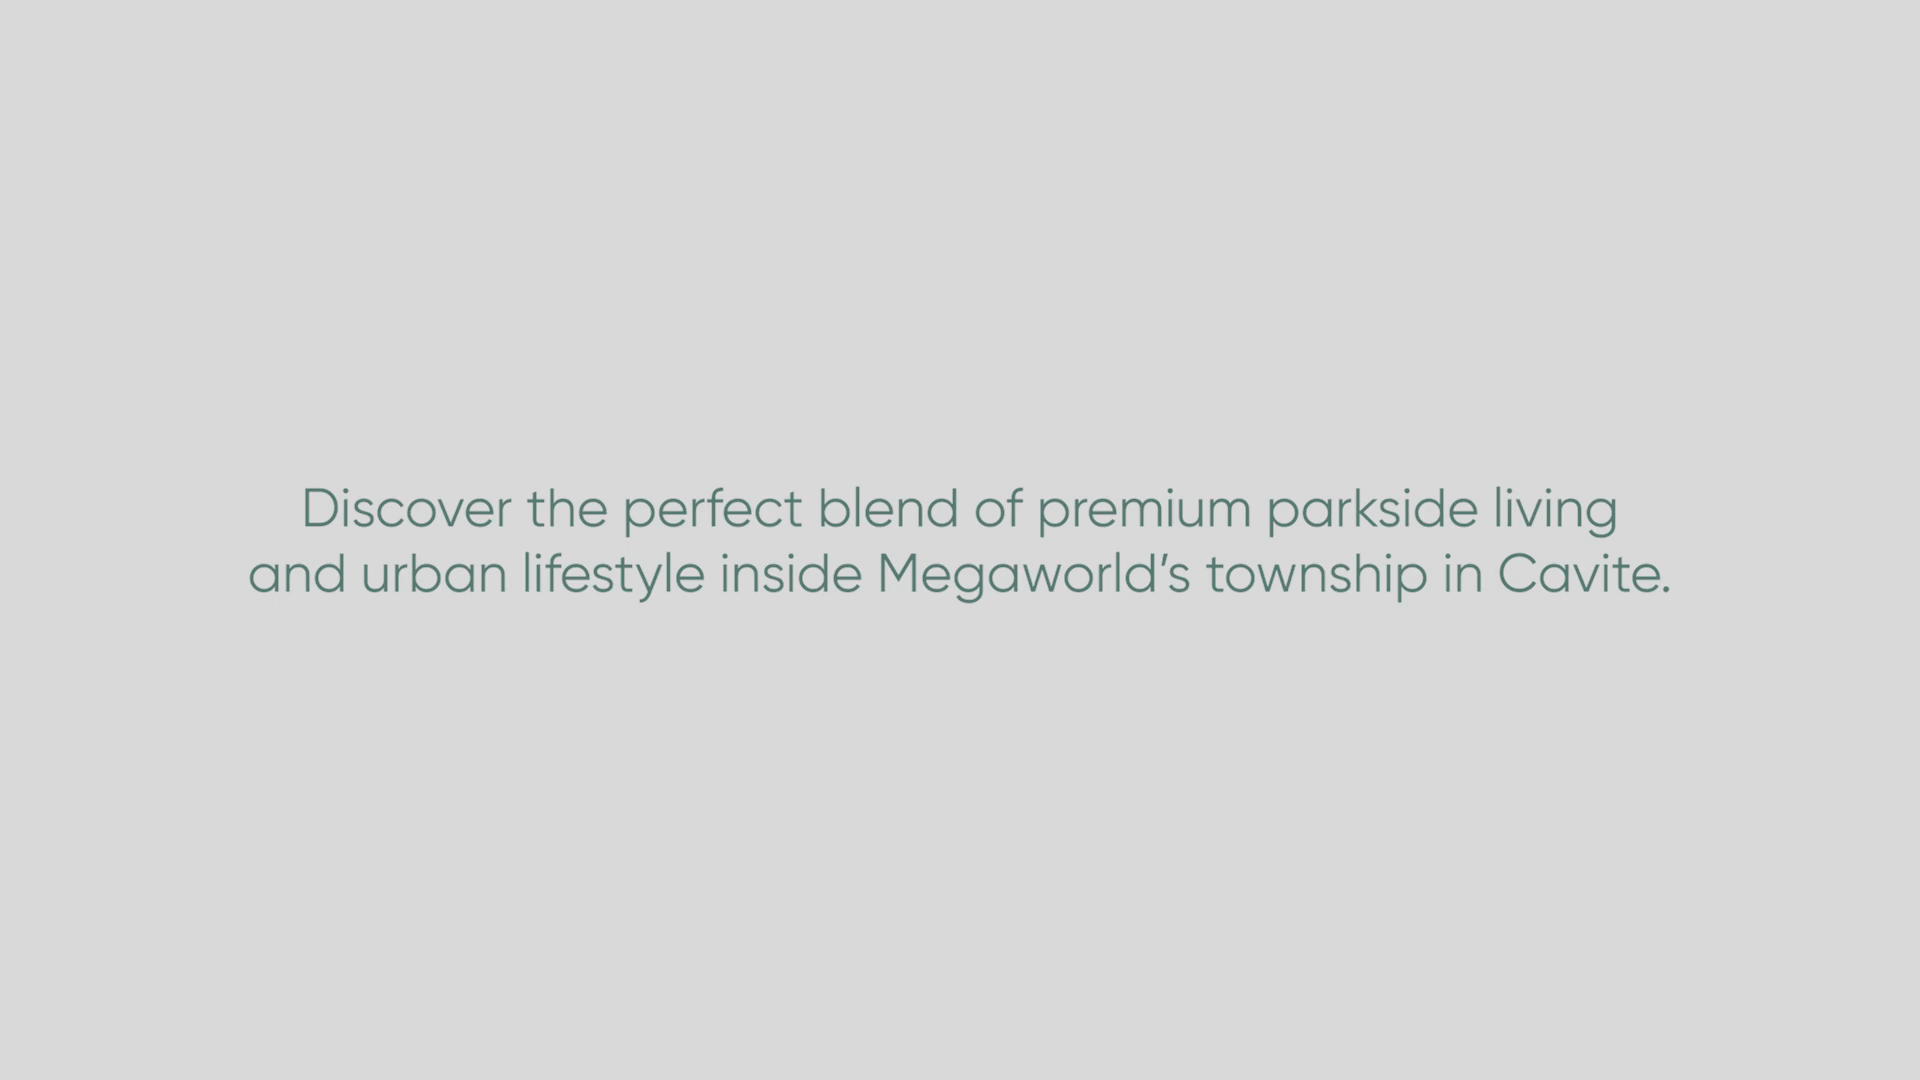 Discover the perfect blend of premium parkside living
and urban lifestyle inside Megaworld’s township in Cavite.